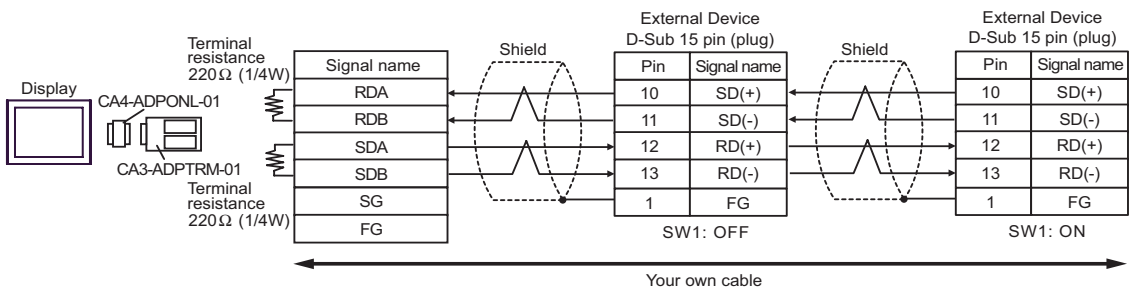 Display
CA4-ADPONL-01
CA3-ADPTRM-01
Terminal
resistance
220Ω (1/4W)
Terminal
resistance
220Ω (1/4W)
Signal name
RDA
RDB
SDA
SDB
SG
FG
Shield
External Device
D-Sub 15 pin (plug)
Pin Signal name
10 SD(+)
11 SD(-)
12 RD(+)
13 RD(-)
1 FG
SW1: OFF
Shield
External Device
D-Sub 15 pin (plug)
Pin Signal name
10 SD(+)
11 SD(-)
12 RD(+)
13 RD(-)
1 FG
SW1: ON
Your own cable